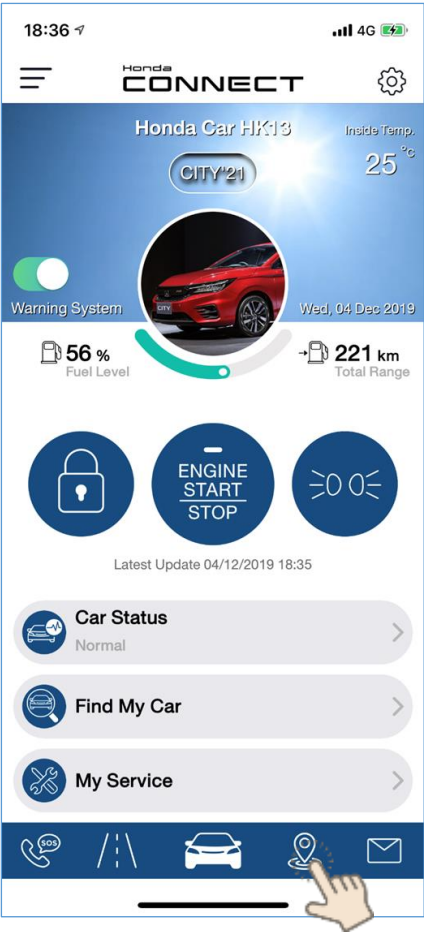 18:36
4G
Honda
CONNECT
Honda Car HK13
Inside Temp.
CITY'21
25 °C
CITY
Warning System
Wed, 04 Dec 2019
56 %
Fuel Level
221 km
Total Range
ENGINE
START
STOP
Latest Update 04/12/2019 18:35
Car Status
Normal
Find My Car
My Service
SOS